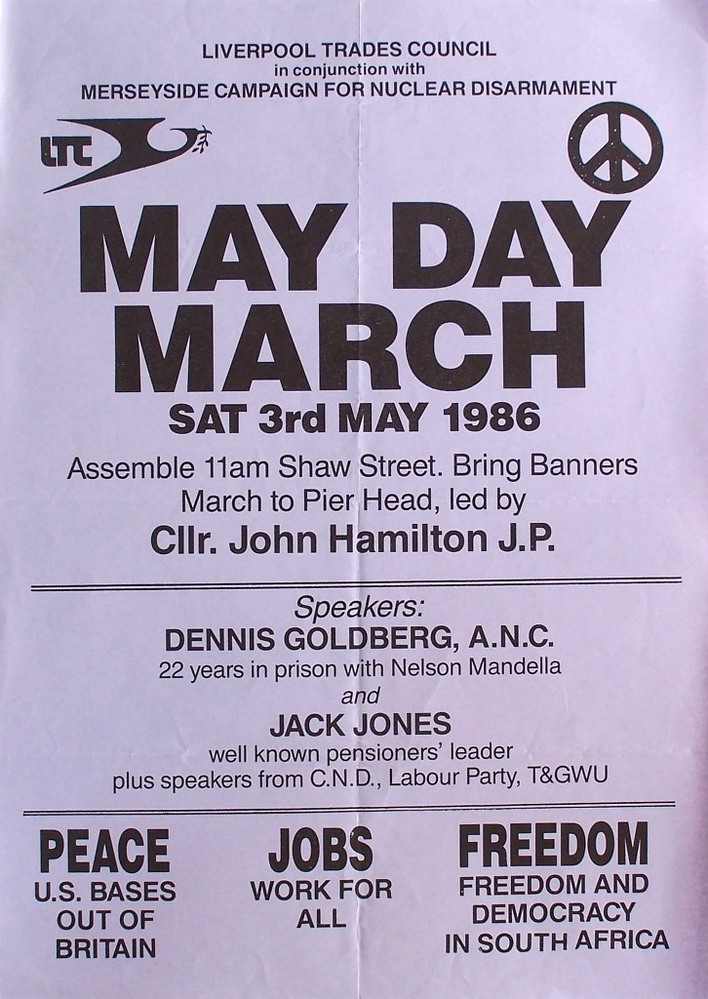 LIVERPOOL TRADES COUNCIL
in conjunction with
MERSEYSIDE CAMPAIGN FOR NUCLEAR DISARMAMENT
LTC
MAY DAY
MARCH
SAT 3rd MAY 1986
Assemble 11am Shaw Street. Bring Banners
March to Pier Head, led by
Cllr. John Hamilton J.P.
Speakers:
DENNIS GOLDBERG, A.N.C.
22 years in prison with Nelson Mandella
and
JACK JONES
well known pensioners' leader
plus speakers from C.N.D., Labour Party, T&GWU
PEACE
U.S. BASES
OUT OF
BRITAIN
JOBS
WORK FOR
ALL
FREEDOM
FREEDOM AND
DEMOCRACY
IN SOUTH AFRICA